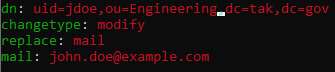 dn: uid=jdoe,ou=Engineering,dc=tak,dc=gov
changetype: modify
replace: mail
mail: john.doe@example.com